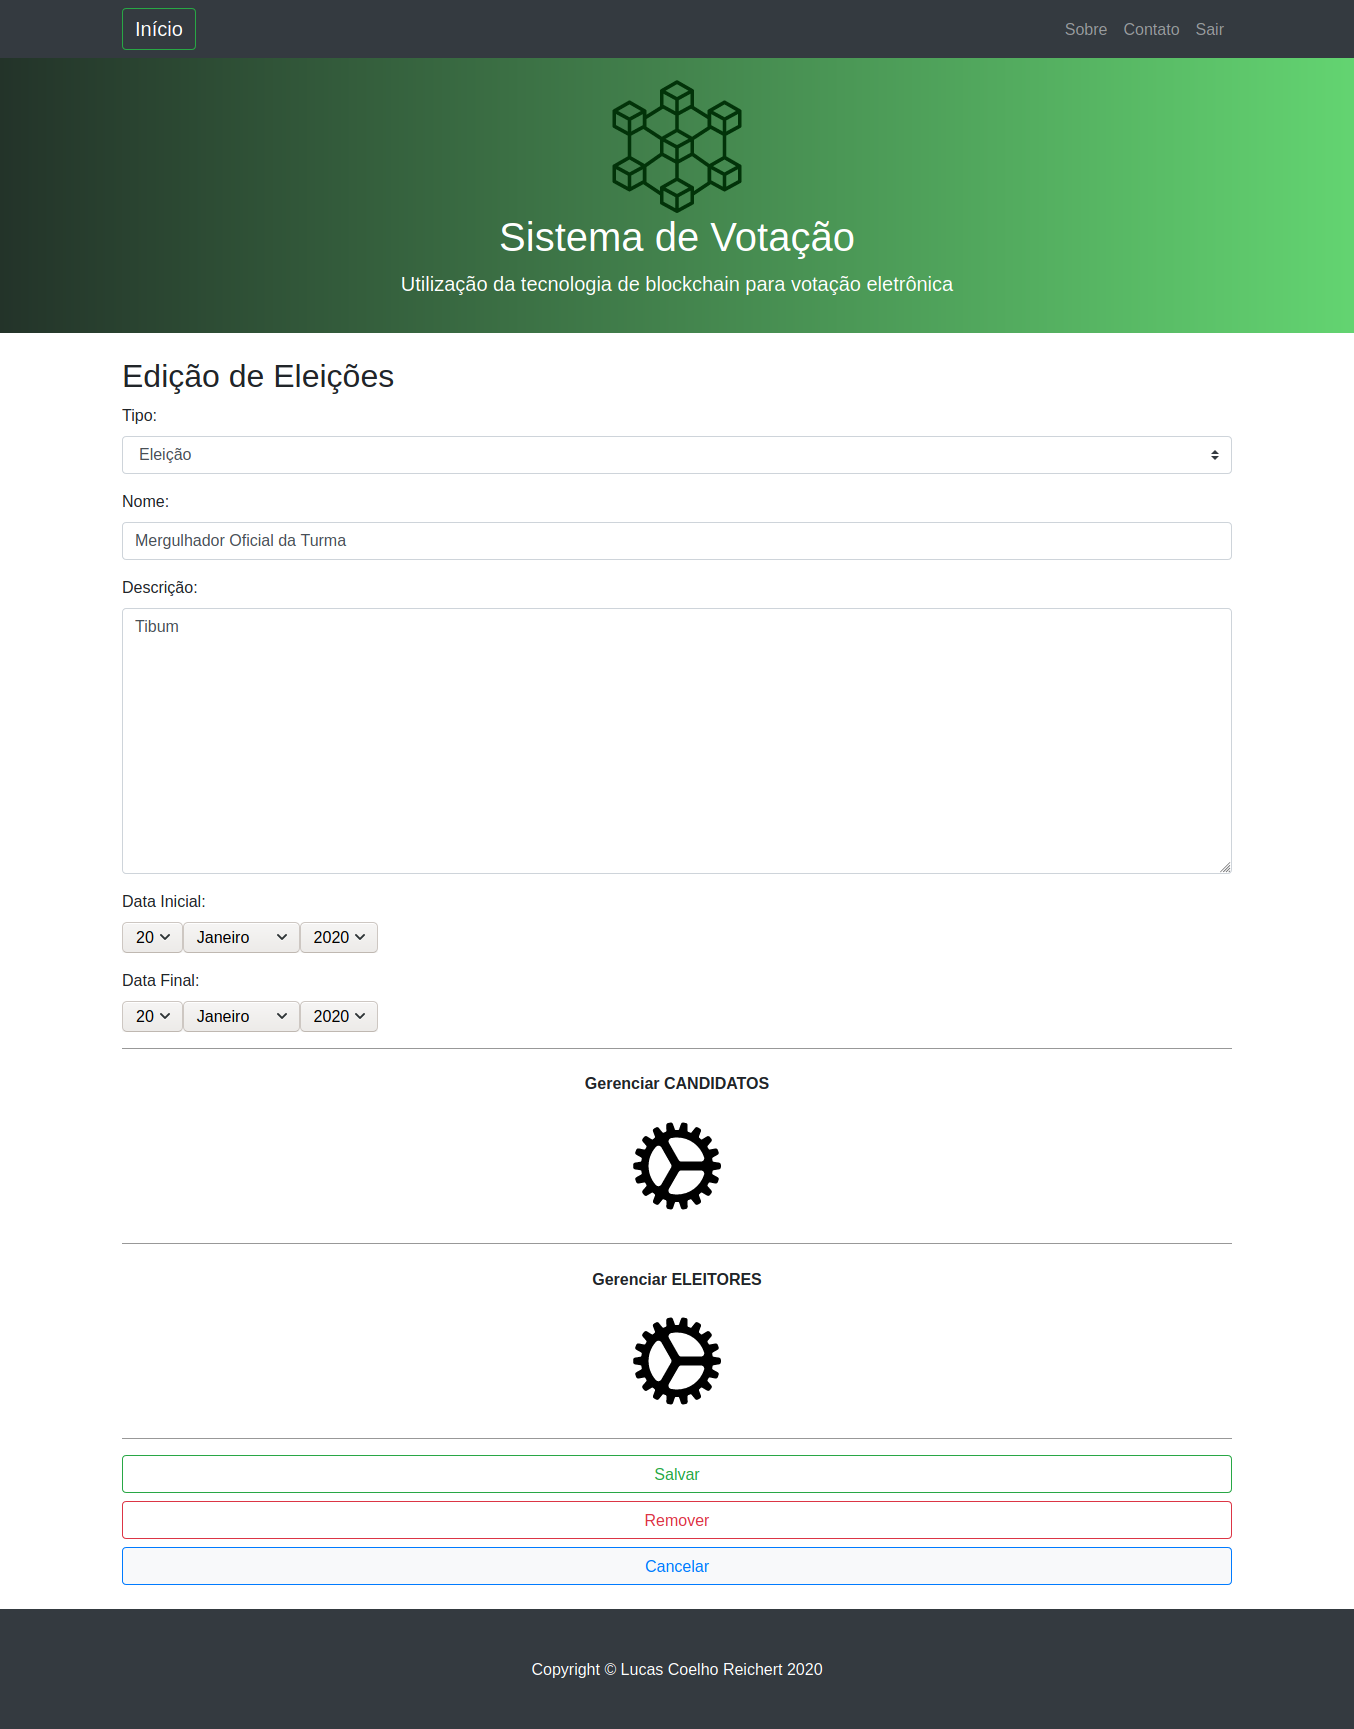 Início
Sobre Contato Sair
Sistema de Votação
Utilização da tecnologia de blockchain para votação eletrônica
Edição de Eleições
Tipo:
Eleição
Nome:
Mergulhador Oficial da Turma
Descrição:
Tibum
Data Inicial:
20 Janeiro 2020
Data Final:
20 Janeiro 2020
Gerenciar CANDIDATOS
Gerenciar ELEITORES
Salvar
Remover
Cancelar
Copyright © Lucas Coelho Reichert 2020